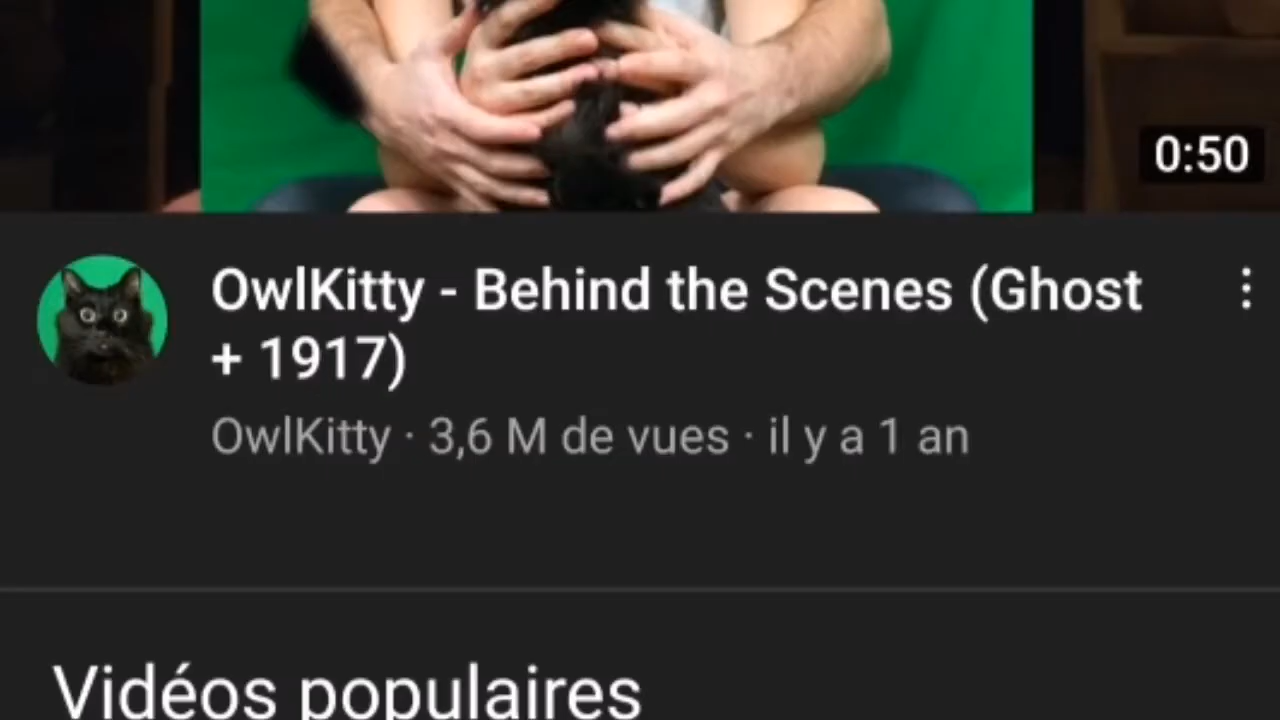 0:50
OwlKitty - Behind the Scenes (Ghost
+ 1917)
OwlKitty · 3,6 M de vues · il y a 1 an
Vidéos populaires